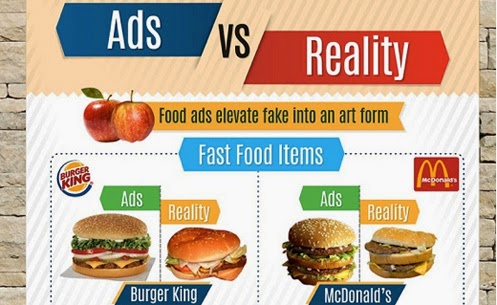 Ads
VS
Reality
Food ads elevate fake into an art form
Fast Food Items
BURGER
KING
McDonald's
Ads
Reality
Ads
Reality
Burger King
McDonald's